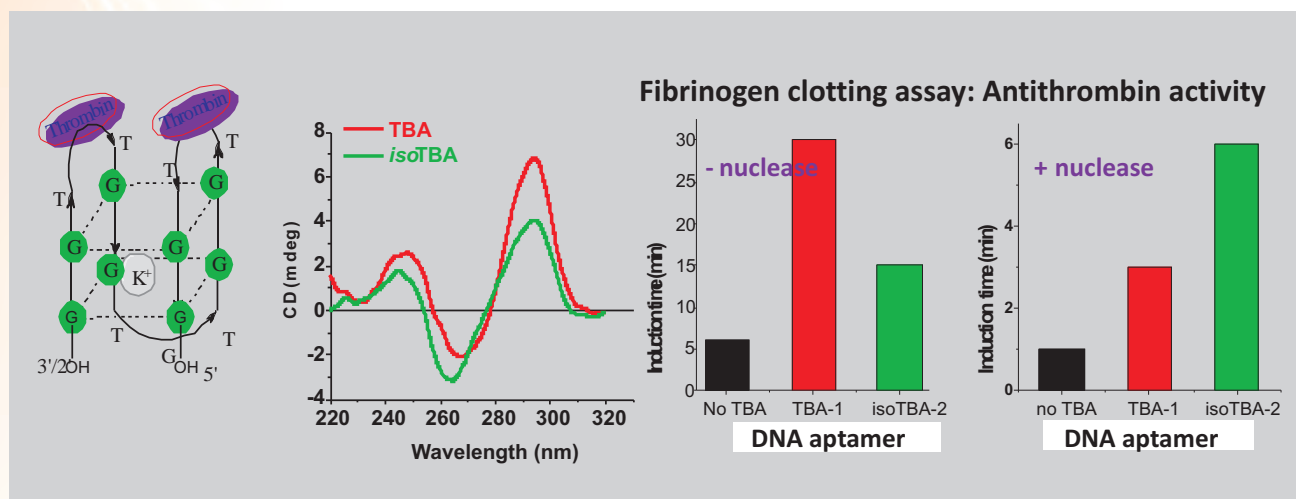 Fibrinogen clotting assay: Antithrombin activity
Thrombin
Thrombin
T
T
T
T
G
G
G
G
G
G
K+
G
G
T
T
G
3'/2'OH
OH 5'
TBA
isoTBA
CD (m deg)
8
6
4
2
0
-2
-4
220
240
260
280
300
320
Wavelength (nm)
- nuclease
Induction time (min)
30
25
20
15
10
5
0
No TBA
TBA-1
isoTBA-2
DNA aptamer
+ nuclease
Induction time (min)
6
4
2
0
no TBA
TBA-1
isoTBA-2
DNA aptamer